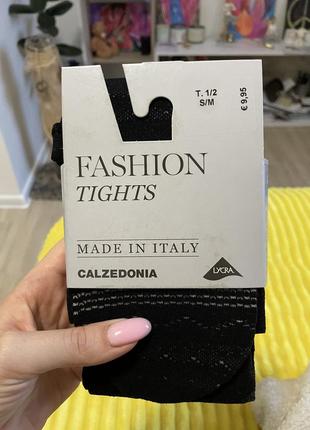 T. 1/2
S/M
€ 9,95
FASHION
TIGHTS
MADE IN ITALY
CALZEDONIA
LYCRA